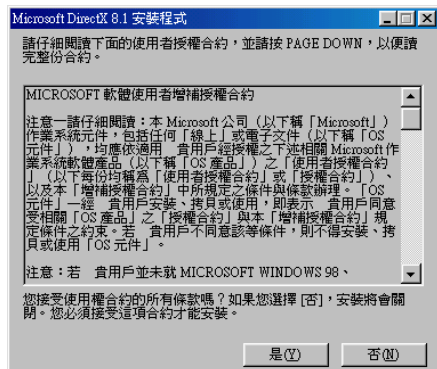 Microsoft DirectX 8.1 安裝程式
請仔細閱讀下面的使用者授權合約，並請按 PAGE DOWN，以便讀
完整份合約。
MICROSOFT 軟體使用者增補授權合約
注意─請仔細閱讀：本 Microsoft 公司（以下稱「Microsoft」）
作業系統元件，包括任何「線上」或電子文件（以下稱「OS
元件」），均應依適用　貴用戶經授權之下述相關 Microsoft 作
業系統軟體產品（以下稱「OS 產品」）之「使用者授權合約
」（以下每份均稱為「使用者授權合約」或「授權合約」）、
以及本「增補授權合約」中所規定之條件與條款辦理。「OS
元件」一經　貴用戶安裝、拷貝或使用，即表示　貴用戶同意
受相關「OS 產品」之「授權合約」與本「增補授權合約」規
定條件之約束。若　貴用戶不同意該等條件，則不得安裝、拷
貝或使用「OS 元件」。
注意：若　貴用戶並未就 MICROSOFT WINDOWS 98、
您接受使用權合約的所有條款嗎？如果您選擇 [否]，安裝將會關
閉。您必須接受這項合約才能安裝。
是(Y)
否(N)